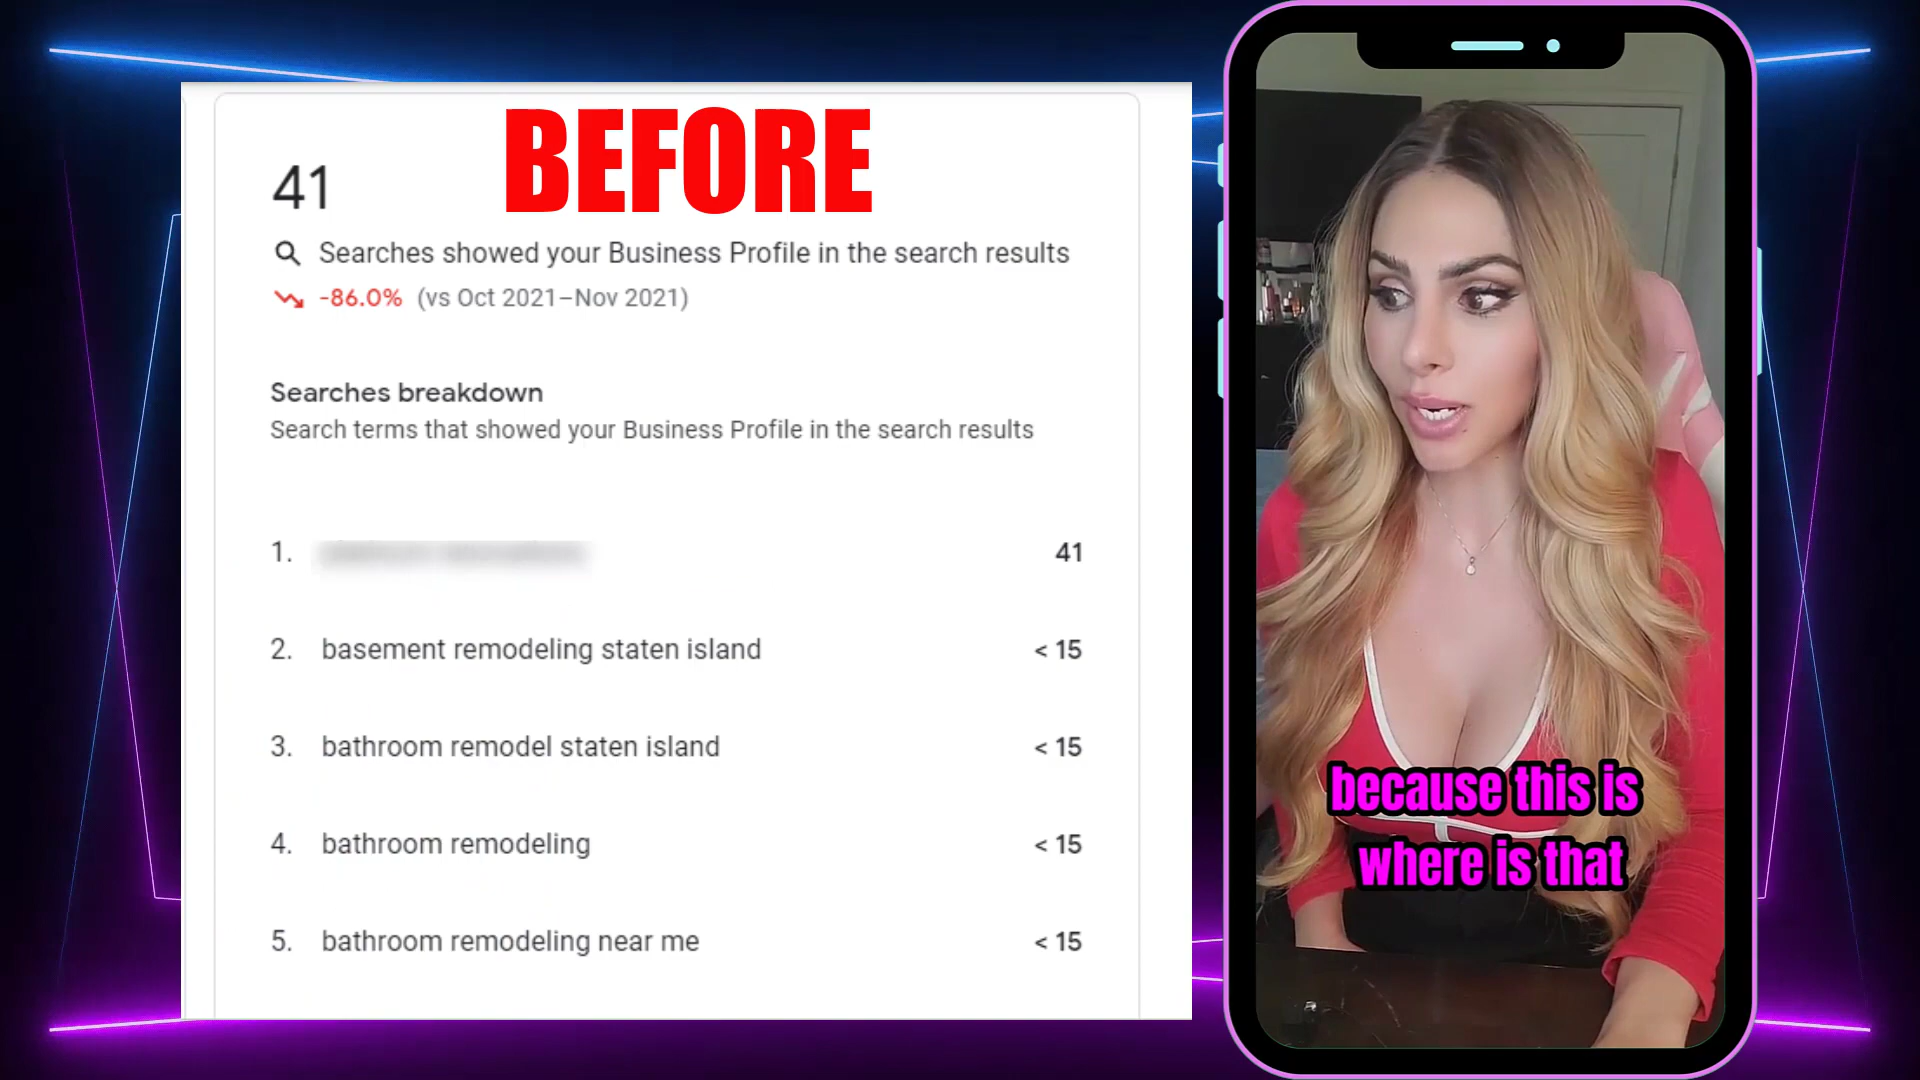 BEFORE
41
Searches showed your Business Profile in the search results
-86.0% (vs Oct 2021–Nov 2021)
Searches breakdown
Search terms that showed your Business Profile in the search results
1. 41
2. basement remodeling staten island < 15
3. bathroom remodel staten island < 15
4. bathroom remodeling < 15
5. bathroom remodeling near me < 15
because this is
where is that